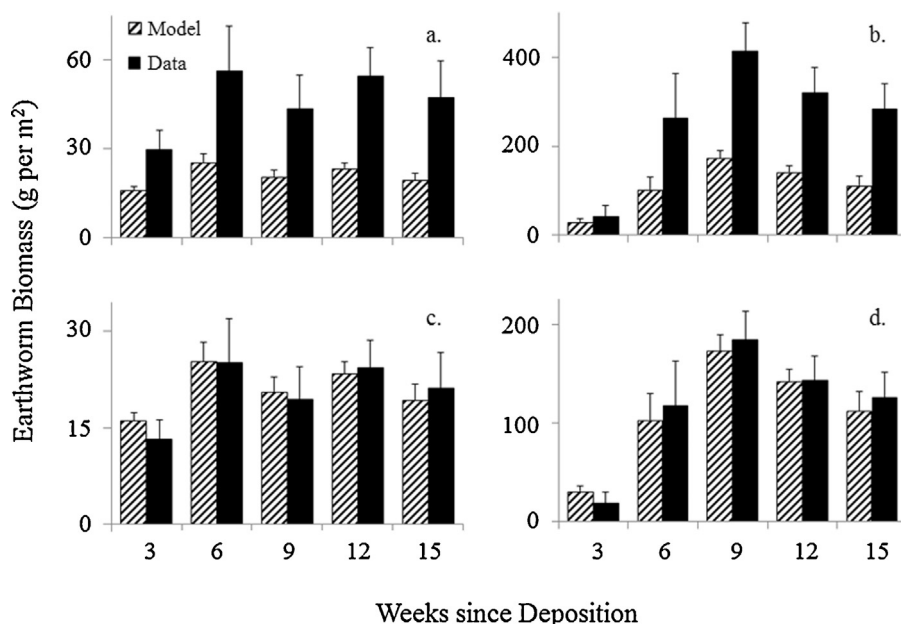 Model
Data
a.
b.
60
30
0
400
200
0
Earthworm Biomass (g per m²)
c.
d.
30
15
0
200
100
0
3 6 9 12 15
3 6 9 12 15
Weeks since Deposition